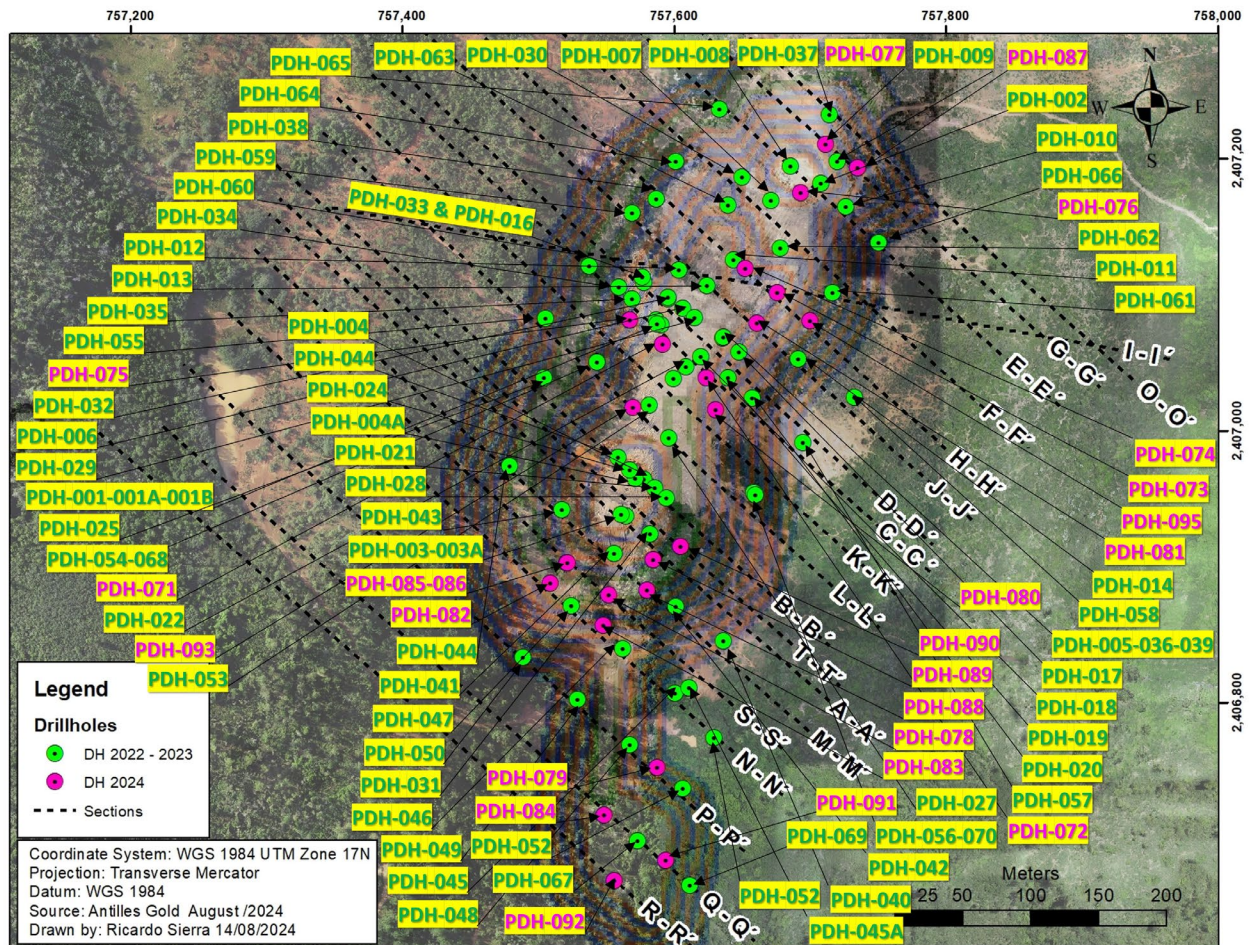 757,200 757,400 757,600 757,800 758,000
PDH-065
PDH-063
PDH-030
PDH-007
PDH-008
PDH-037
PDH-077
PDH-009
PDH-087
PDH-064
PDH-002
PDH-038
PDH-010
PDH-059
PDH-066
PDH-060
PDH-033 & PDH-016
PDH-076
PDH-034
PDH-062
PDH-012
PDH-011
PDH-013
PDH-061
PDH-035
PDH-004
PDH-055
PDH-044
PDH-075
PDH-024
PDH-032
PDH-004A
PDH-006
PDH-021
PDH-029
PDH-028
PDH-001-001A-001B
PDH-043
PDH-025
PDH-003-003A
PDH-054-068
PDH-085-086
PDH-071
PDH-082
PDH-022
PDH-044
PDH-093
PDH-041
PDH-053
PDH-047
PDH-050
PDH-031
PDH-046
PDH-049
PDH-045
PDH-048
PDH-079
PDH-084
PDH-052
PDH-067
PDH-092
PDH-074
PDH-073
PDH-095
PDH-081
PDH-014
PDH-058
PDH-005-036-039
PDH-080
PDH-090
PDH-089
PDH-088
PDH-078
PDH-083
PDH-017
PDH-018
PDH-019
PDH-020
PDH-057
PDH-072
PDH-091
PDH-027
PDH-069
PDH-056-070
PDH-042
PDH-052
PDH-040
PDH-045A
G-G´
I-I´
E-E´
O-O´
F-F´
H-H´
J-J´
D-D´
C-C´
K-K´
L-L´
B-B´
T-T´
A-A´
M-M´
S-S´
N-N´
P-P´
Q-Q´
R-R´
N
W E
S
2,407,200
2,407,000
2,406,800
Legend
Drillholes
DH 2022 - 2023
DH 2024
Sections
Coordinate System: WGS 1984 UTM Zone 17N
Projection: Transverse Mercator
Datum: WGS 1984
Source: Antilles Gold August /2024
Drawn by: Ricardo Sierra 14/08/2024
Meters
25 50 100 150 200